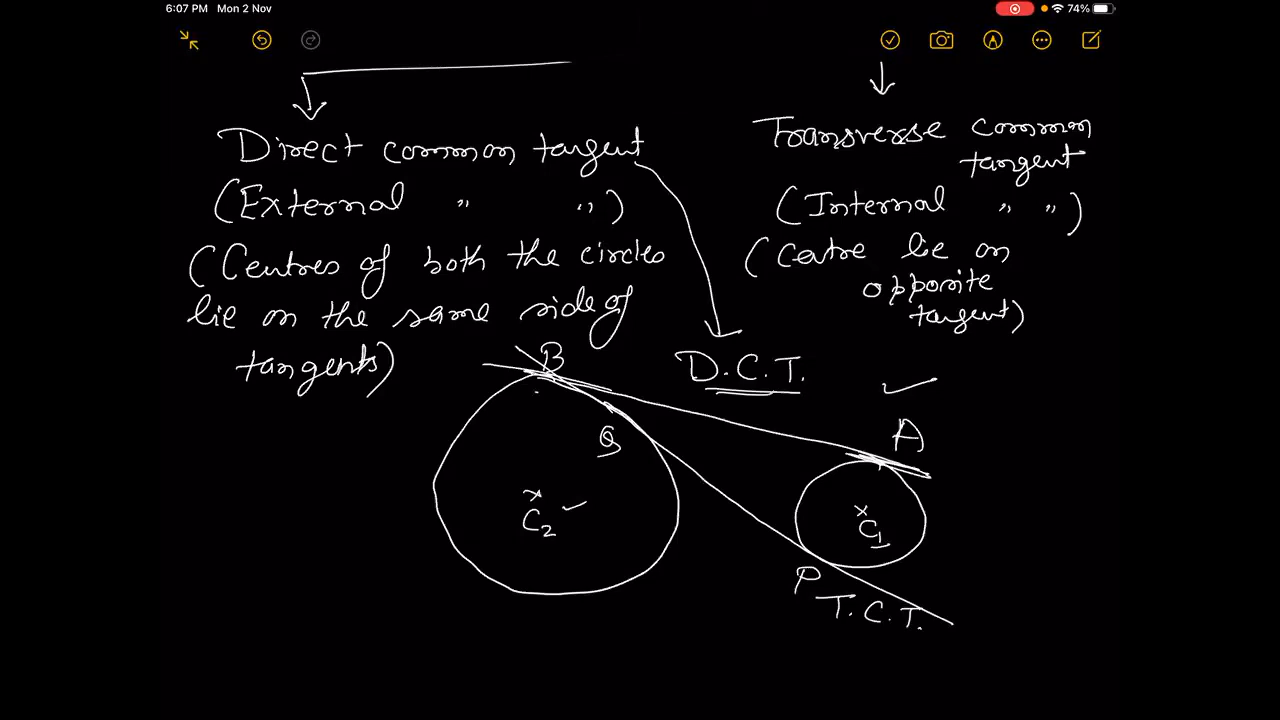 6:07 PM Mon 2 Nov
74%
Direct common tangent
(External " " )
(Centres of both the circles
lie on the same side of
tangents)
Transverse common
tangent
(Internal " " )
(Centre lie on
opposite
tangent)
D.C.T.
B
A
Q
C2
C1
P
T.C.T.